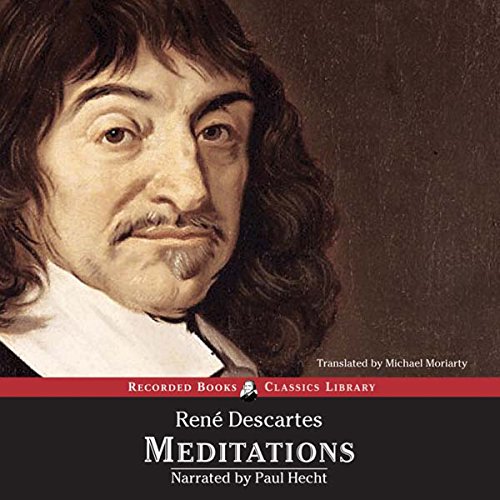 Translated by Michael Moriarty
RECORDED BOOKS CLASSICS LIBRARY
René Descartes
MEDITATIONS
Narrated by Paul Hecht